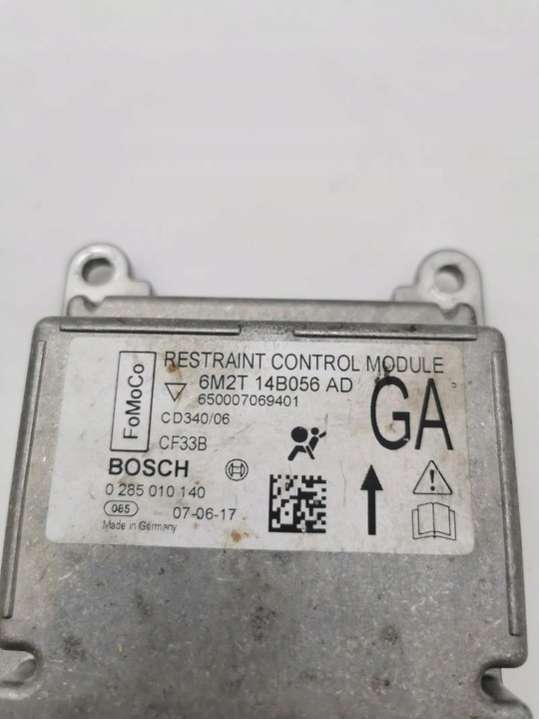 FoMoCo
RESTRAINT CONTROL MODULE
6M2T 14B056 AD
650007069401
CD340/06
CF33B
GA
BOSCH
0 285 010 140
065 07-06-17
Made in Germany